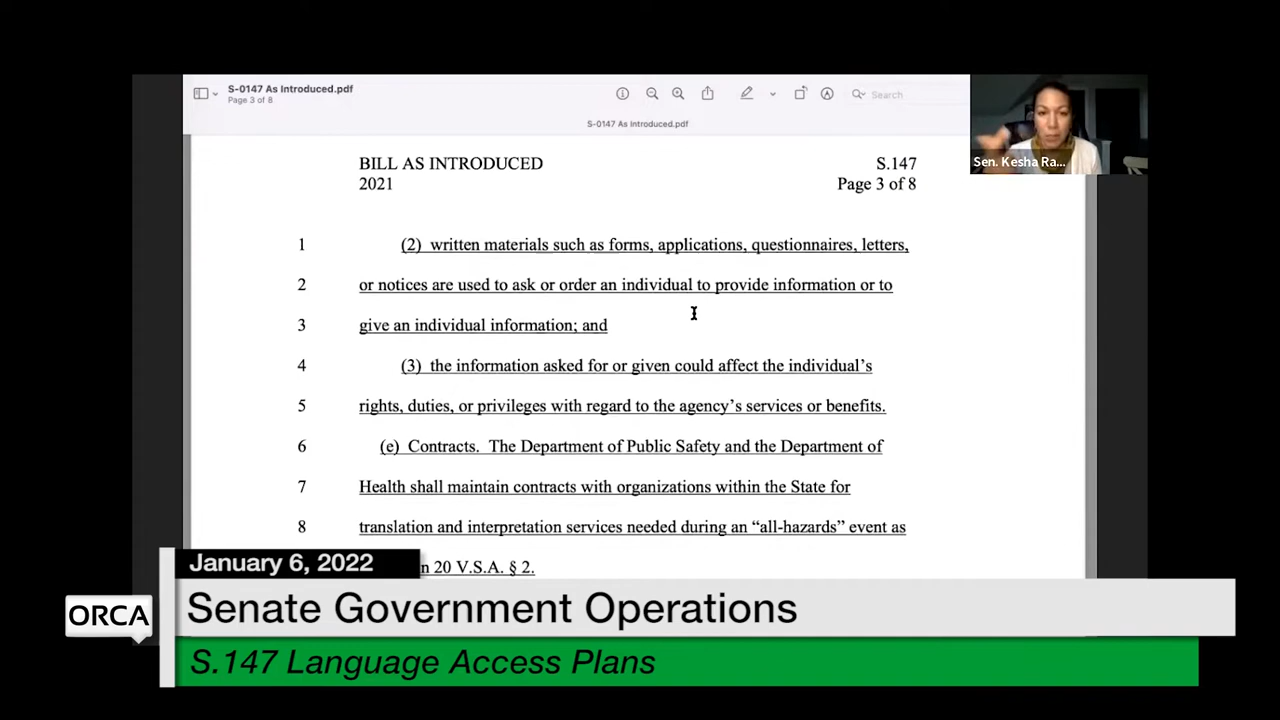 S-0147 As Introduced.pdf
Page 3 of 8
Search
S-0147 As Introduced.pdf
Sen. Kesha Ra...
BILL AS INTRODUCED S.147
2021 Page 3 of 8
1 (2) written materials such as forms, applications, questionnaires, letters,
2 or notices are used to ask or order an individual to provide information or to
3 give an individual information; and
4 (3) the information asked for or given could affect the individual’s
5 rights, duties, or privileges with regard to the agency’s services or benefits.
6 (e) Contracts. The Department of Public Safety and the Department of
7 Health shall maintain contracts with organizations within the State for
8 translation and interpretation services needed during an “all-hazards” event as
n 20 V.S.A. § 2.
January 6, 2022
ORCA
Senate Government Operations
S.147 Language Access Plans